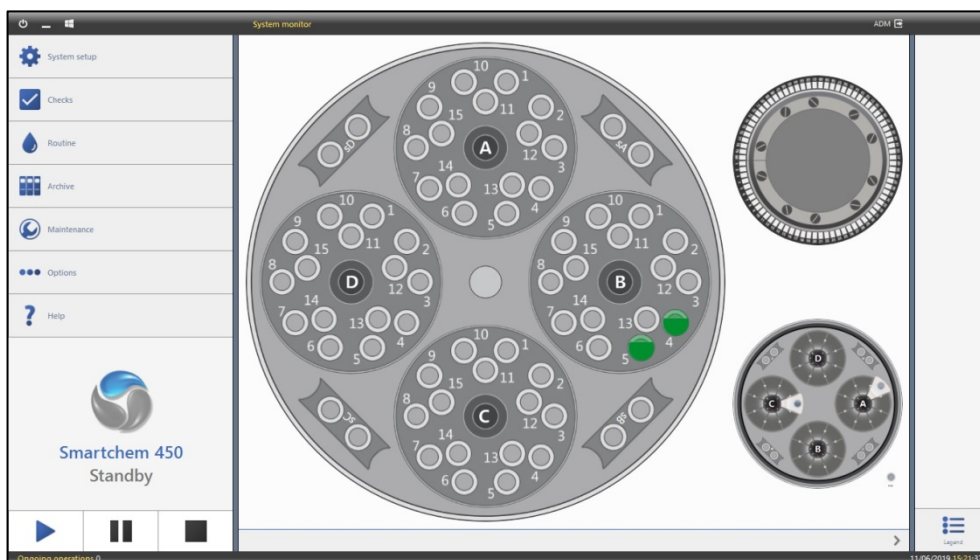 System monitor
ADM
System setup
Checks
Routine
Archive
Maintenance
Options
Help
Smartchem 450
Standby
Ongoing operations 0
10
9
1
15
11
2
8
12
3
14
A
7
13
6
5
4
sD
sA
10
9
1
15
11
2
8
12
3
14
D
7
13
6
5
4
10
9
1
15
11
2
8
12
3
14
B
7
13
6
5
4
10
9
1
15
11
2
8
12
3
14
C
7
13
6
5
4
sC
sB
D
C
A
B
Legend
11/06/2019 15:21:3